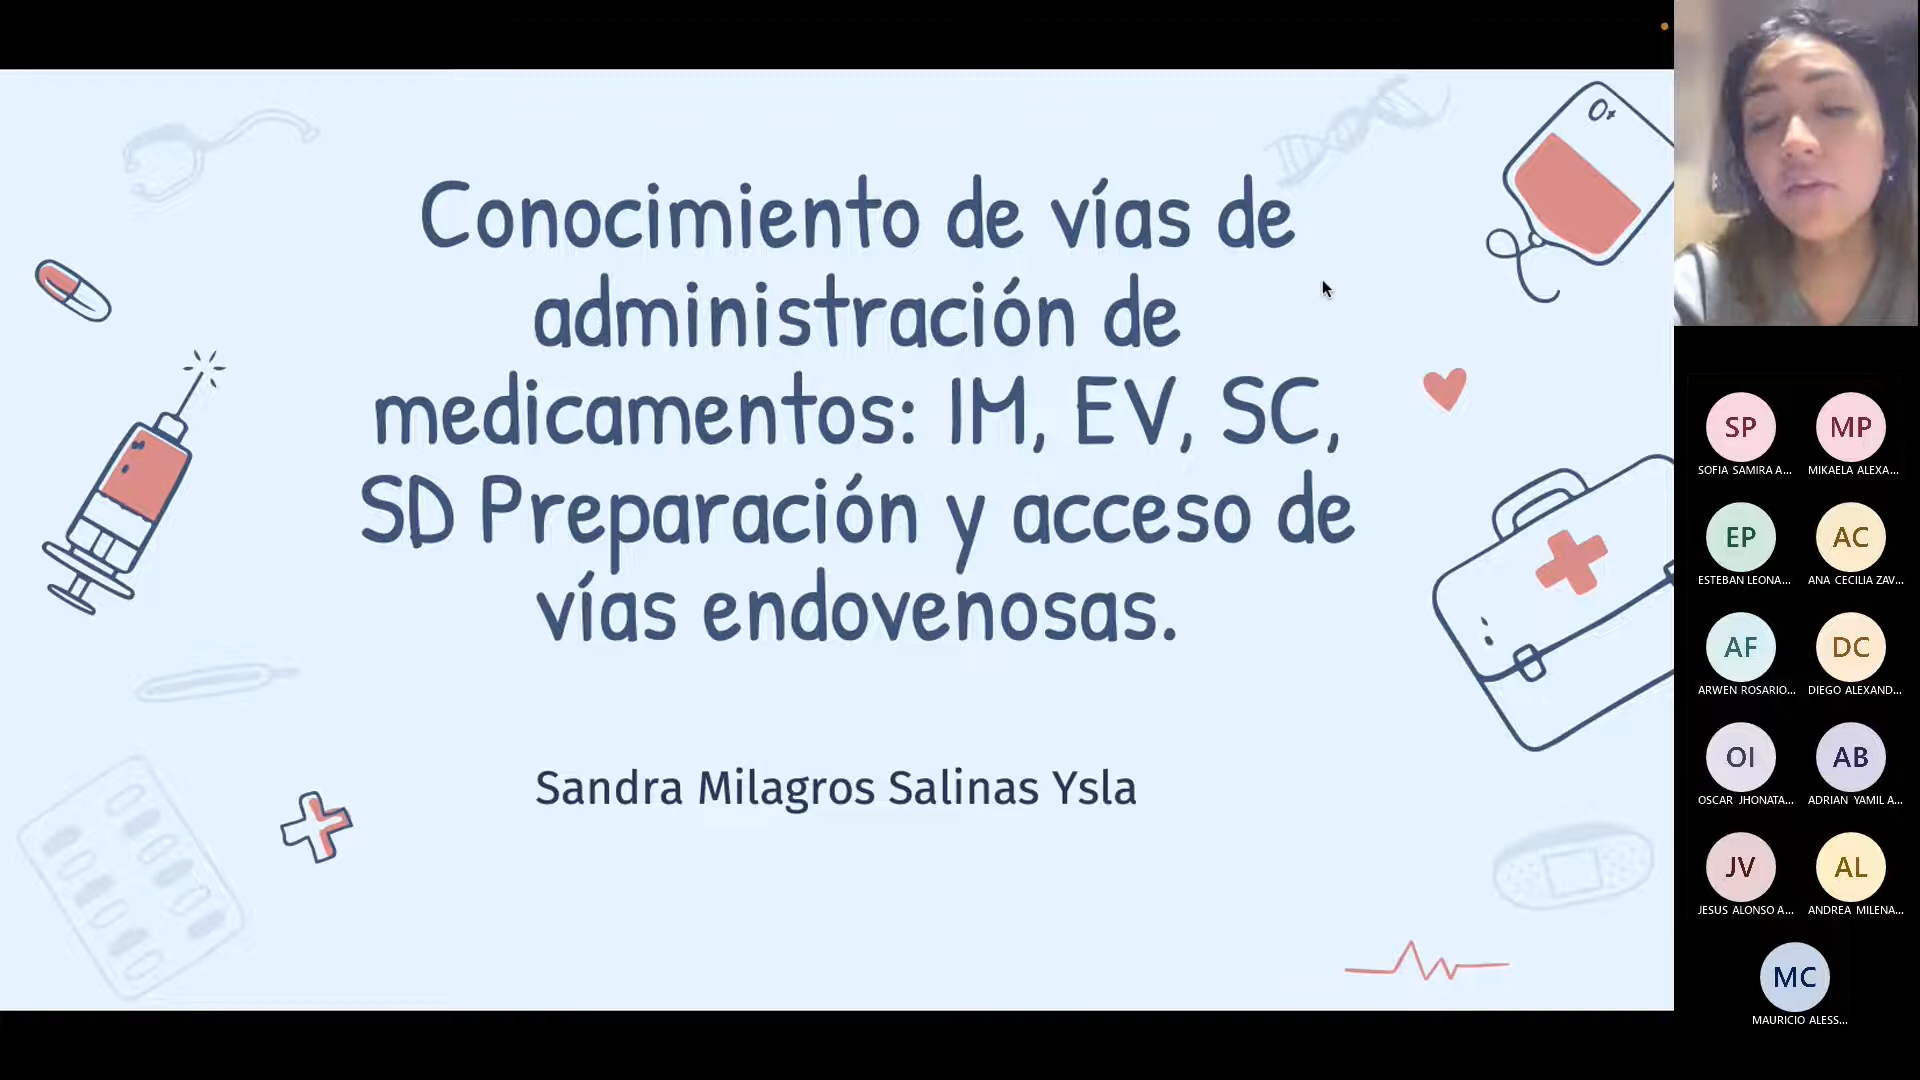 Conocimiento de vías de
administración de
medicamentos: IM, EV, SC,
SD Preparación y acceso de
vías endovenosas.
Sandra Milagros Salinas Ysla
O+
SP
SOFIA SAMIRA A...
MP
MIKAELA ALEXA...
EP
ESTEBAN LEONA...
AC
ANA CECILIA ZAV...
AF
ARWEN ROSARIO...
DC
DIEGO ALEXAND...
OI
OSCAR JHONATA...
AB
ADRIAN YAMIL A...
JV
JESUS ALONSO A...
AL
ANDREA MILENA...
MC
MAURICIO ALESS...